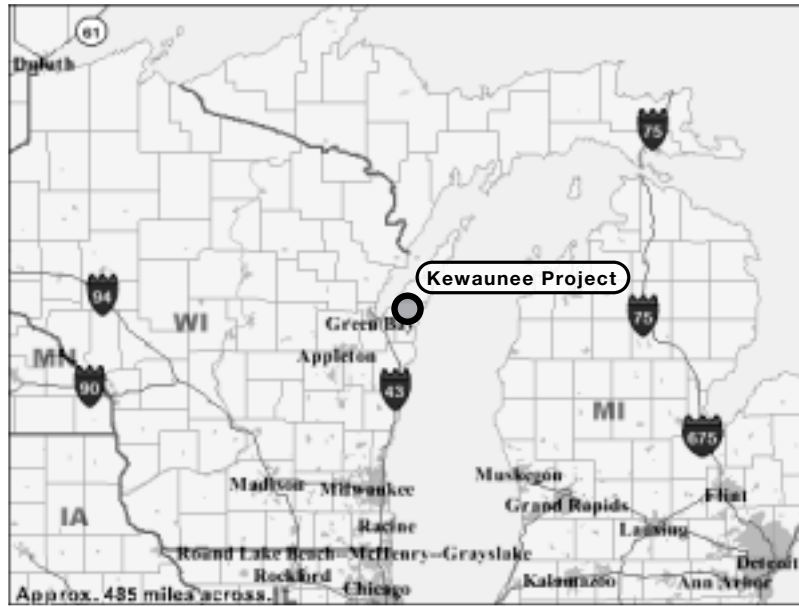 61
Duluth
75
Kewaunee Project
94
WI
Green Bay
75
MN
Appleton
90
43
MI
675
Madison
Milwaukee
Muskegon
Flint
Grand Rapids
IA
Racine
Lansing
Round Lake Beach--McHenry--Grayslake
Detroit
Rockford
Kalamazoo
Ann Arbor
Chicago
Approx. 485 miles across.